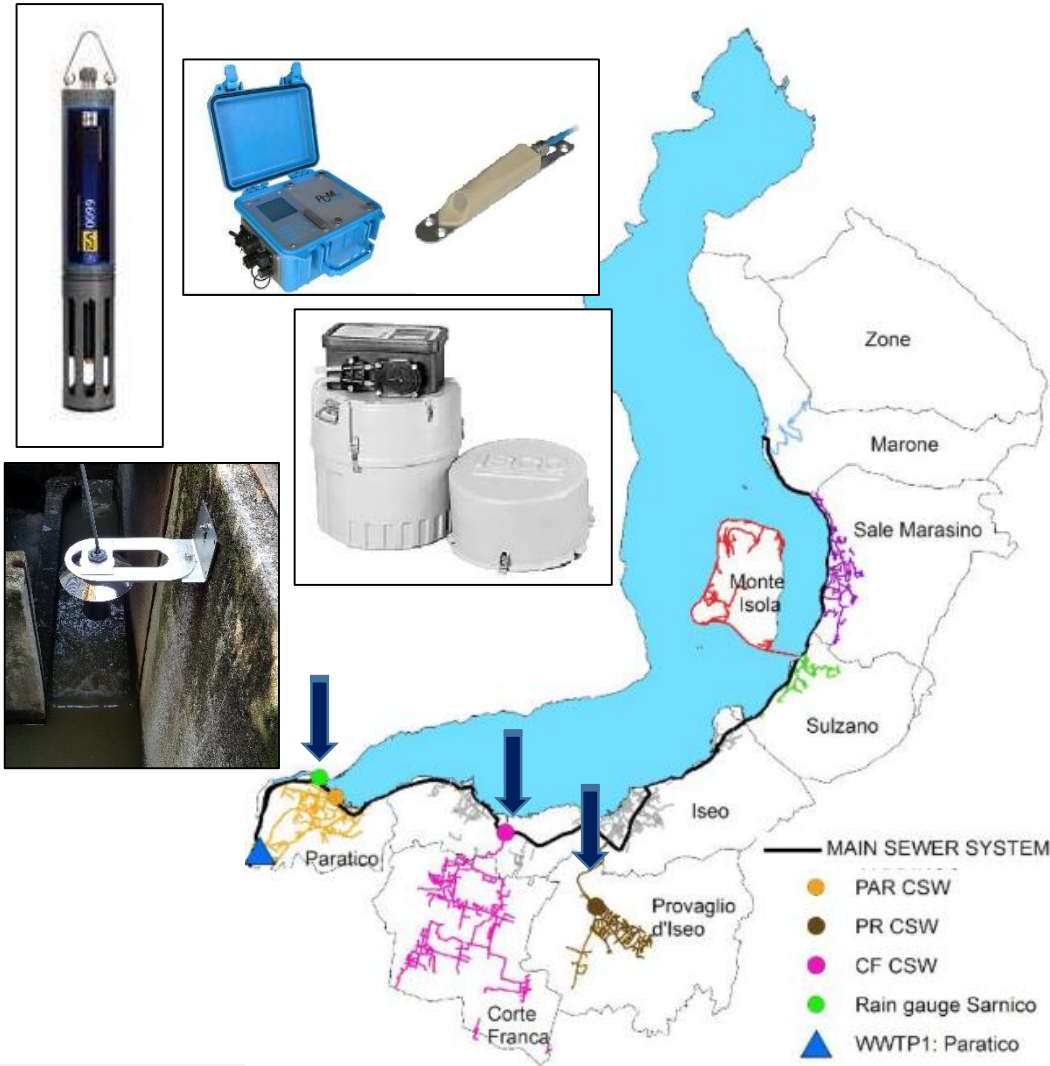 Zone
Marone
Sale Marasino
Monte
Isola
Sulzano
Iseo
Paratico
Provaglio
d'Iseo
Corte
Franca
MAIN SEWER SYSTEM
PAR CSW
PR CSW
CF CSW
Rain gauge Sarnico
WWTP1: Paratico